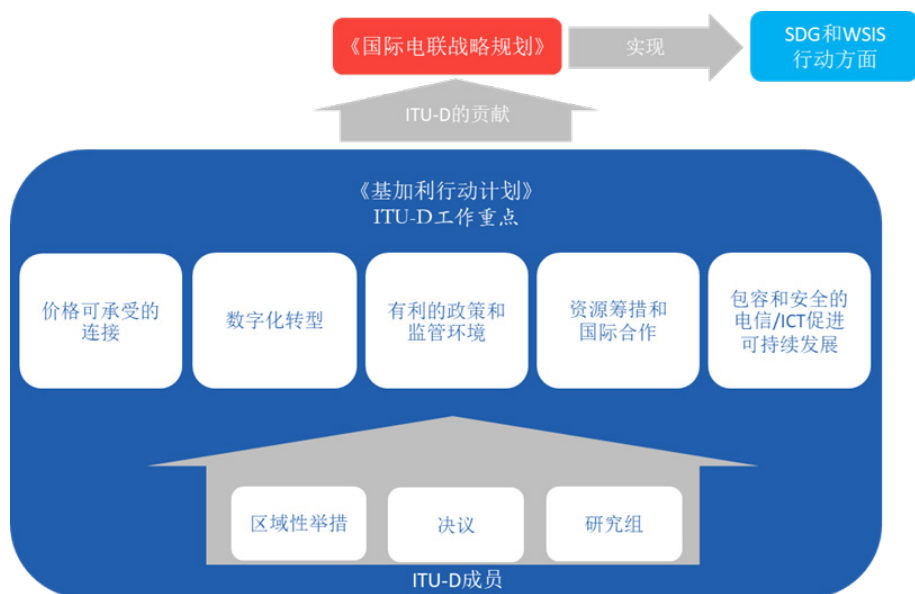 《国际电联战略规划》
实现
SDG和WSIS
行动方面
ITU-D的贡献
《基加利行动计划》
ITU-D工作重点
价格可承受的
连接
数字化转型
有利的政策和
监管环境
资源筹措和
国际合作
包容和安全的
电信/ICT促进
可持续发展
区域性举措
决议
研究组
ITU-D成员